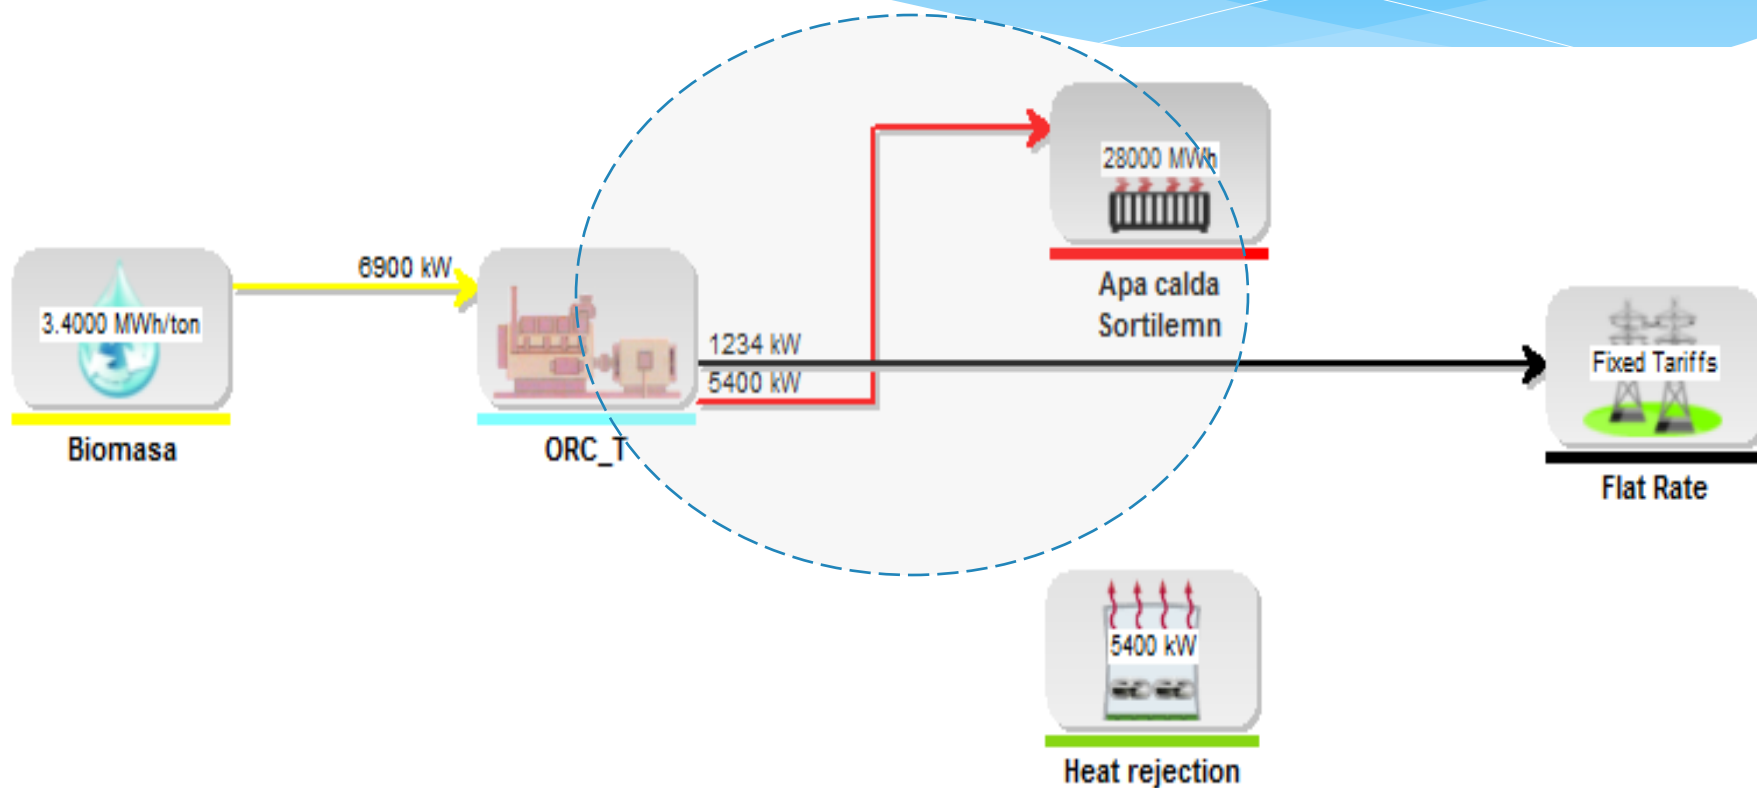 28000 MWh
Apa calda
Sortilemn
6900 kW
3.4000 MWh/ton
Biomasa
ORC_T
1234 kW
5400 kW
Fixed Tariffs
Flat Rate
5400 kW
Heat rejection